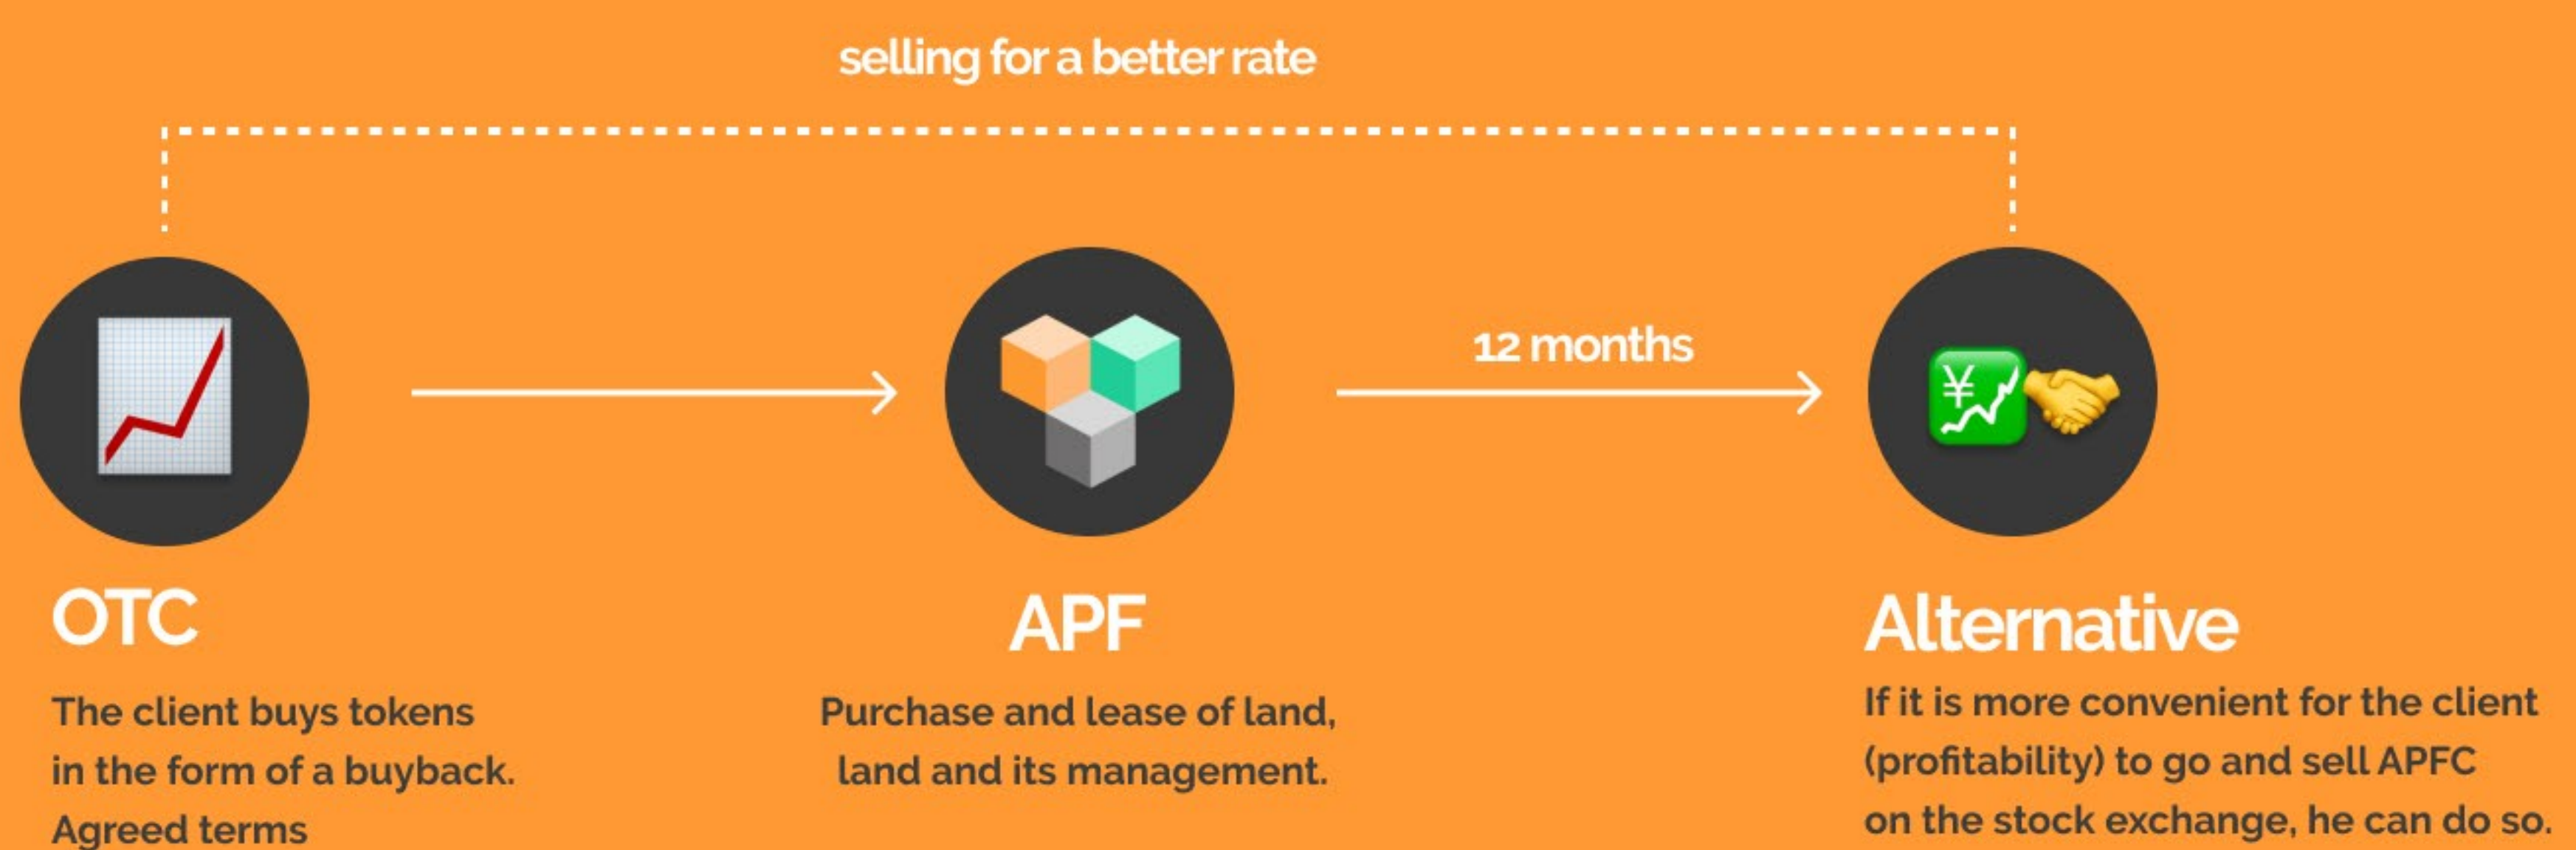 selling for a better rate
12 months
OTC
The client buys tokens
in the form of a buyback.
Agreed terms
APF
Purchase and lease of land,
land and its management.
¥
Alternative
If it is more convenient for the client
(profitability) to go and sell APFC
on the stock exchange, he can do so.